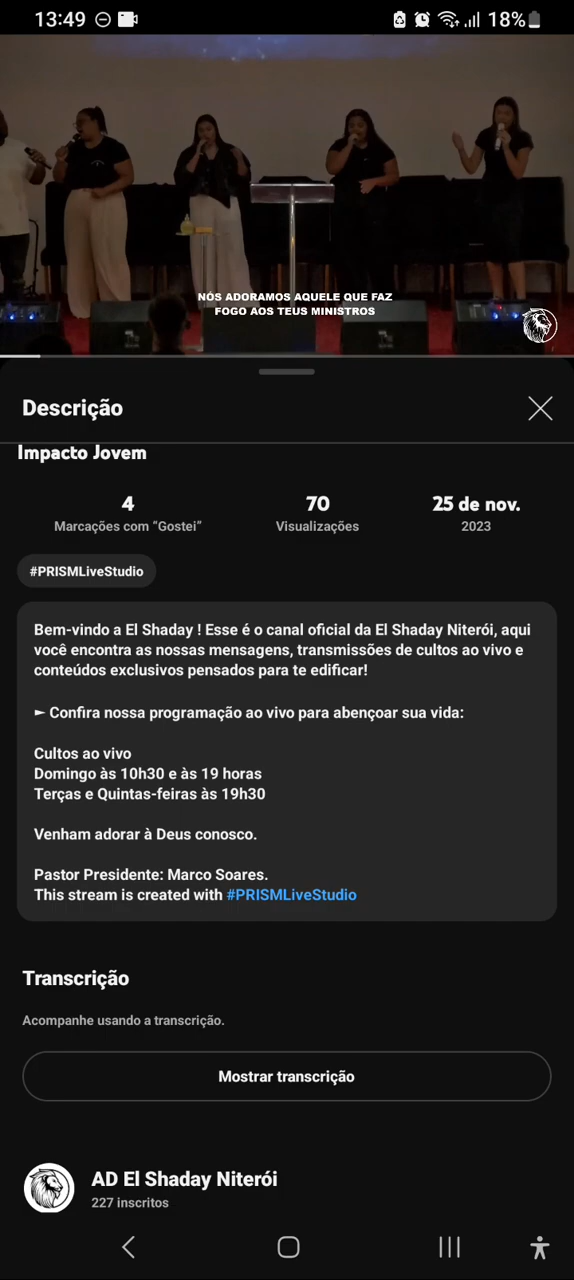 13:49
18%
NÓS ADORAMOS AQUELE QUE FAZ
FOGO AOS TEUS MINISTROS
Descrição
Impacto Jovem
4
Marcações com "Gostei"
70
Visualizações
25 de nov.
2023
#PRISMLiveStudio
Bem-vindo a El Shaday ! Esse é o canal oficial da El Shaday Niterói, aqui
você encontra as nossas mensagens, transmissões de cultos ao vivo e
conteúdos exclusivos pensados para te edificar!
► Confira nossa programação ao vivo para abençoar sua vida:
Cultos ao vivo
Domingo às 10h30 e às 19 horas
Terças e Quintas-feiras às 19h30
Venham adorar à Deus conosco.
Pastor Presidente: Marco Soares.
This stream is created with #PRISMLiveStudio
Transcrição
Acompanhe usando a transcrição.
Mostrar transcrição
AD El Shaday Niterói
227 inscritos